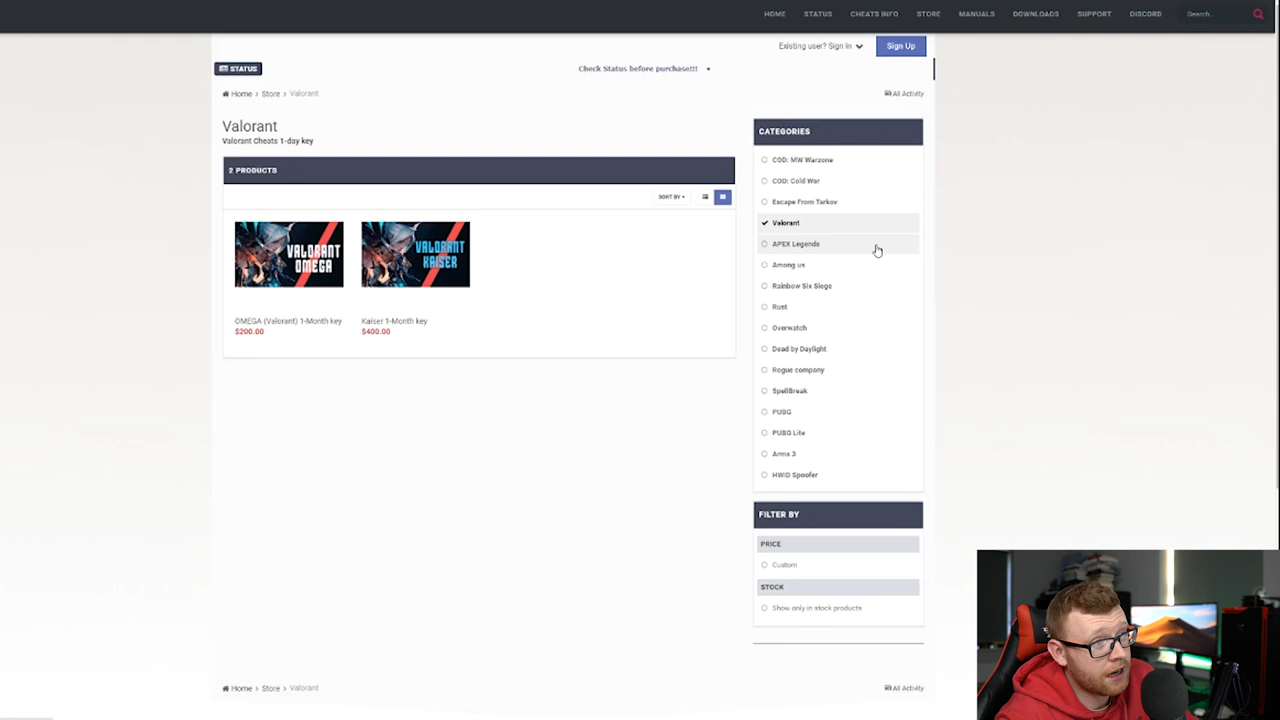 HOME STATUS CHEATS INFO STORE MANUALS DOWNLOADS SUPPORT DISCORD Search...
Existing user? Sign In Sign Up
STATUS Check Status before purchase!!!
Home > Store > Valorant All Activity
Valorant
Valorant Cheats 1-day key
2 PRODUCTS
SORT BY
VALORANT OMEGA
VALORANT KAISER
OMEGA (Valorant) 1-Month key
$200.00
Kaiser 1-Month key
$400.00
CATEGORIES
COD: MW Warzone
COD: Cold War
Escape From Tarkov
Valorant
APEX Legends
Among us
Rainbow Six Siege
Rust
Overwatch
Dead by Daylight
Rogue company
SpellBreak
PUBG
PUBG Lite
Arma 3
HWID Spoofer
FILTER BY
PRICE
Custom
STOCK
Show only in stock products
Home > Store > Valorant All Activity